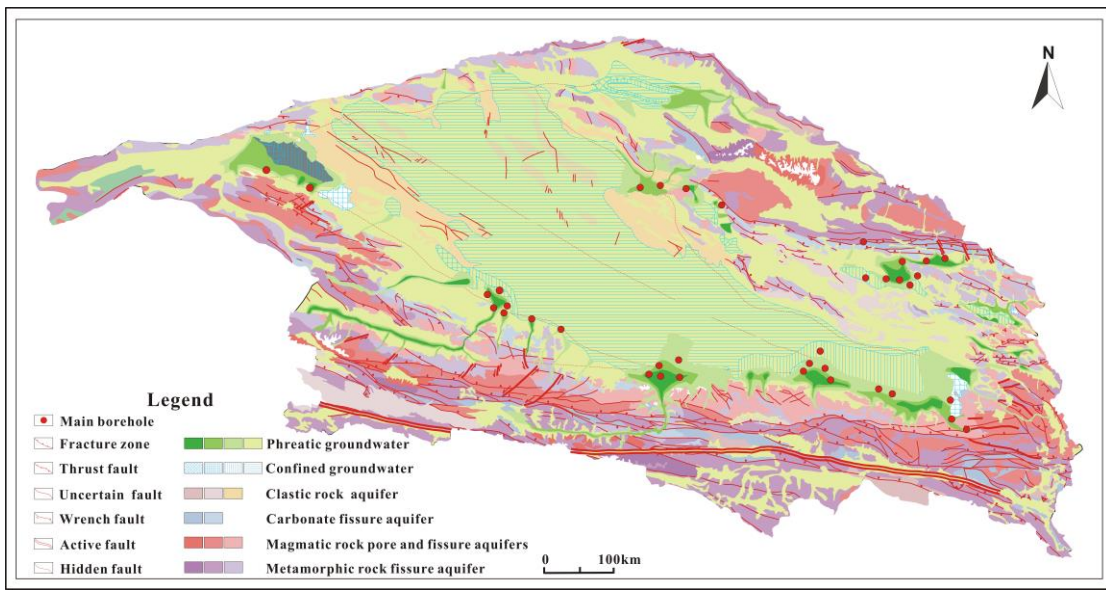 N
Legend
Main borehole
Fracture zone
Phreatic groundwater
Thrust fault
Confined groundwater
Uncertain fault
Clastic rock aquifer
Wrench fault
Carbonate fissure aquifer
Active fault
Magmatic rock pore and fissure aquifers
Hidden fault
Metamorphic rock fissure aquifer
0 100km